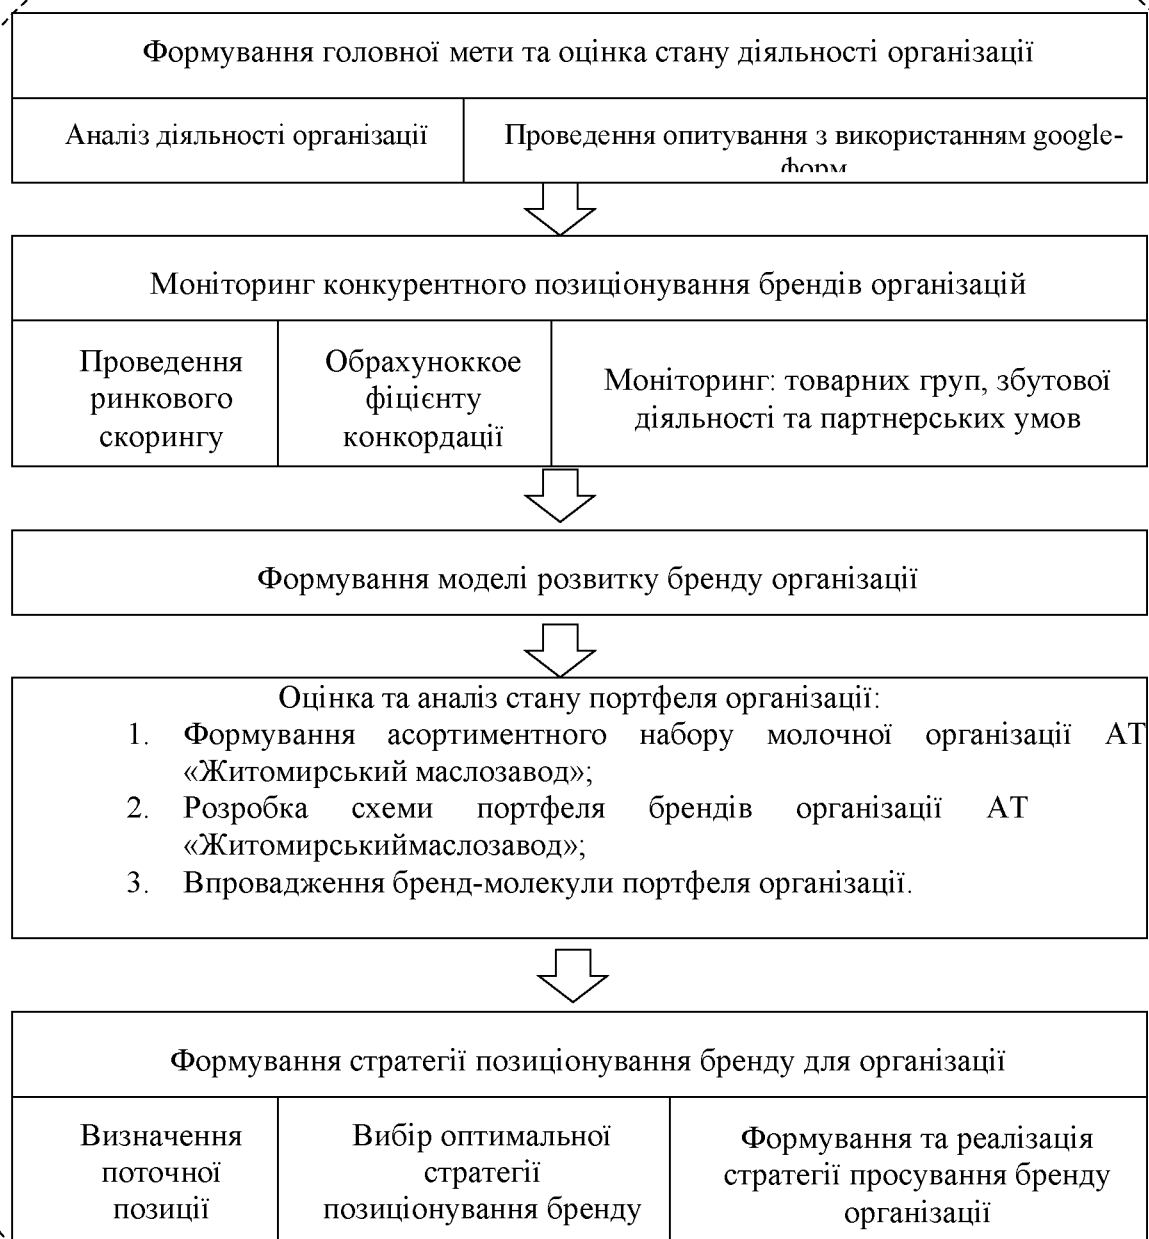 Формування головної мети та оцінка стану діяльності організації
Аналіз діяльності організації
Проведення опитування з використанням google-
форм
Моніторинг конкурентного позиціонування брендів організацій
Проведення
ринкового
скорингу
Обрахуноккое
фіцієнту
конкордації
Моніторинг: товарних груп, збутової
діяльності та партнерських умов
Формування моделі розвитку бренду організації
Оцінка та аналіз стану портфеля організації:
1. Формування асортиментного набору молочної організації АТ
«Житомирський маслозавод»;
2. Розробка схеми портфеля брендів організації АТ
«Житомирськиймаслозавод»;
3. Впровадження бренд-молекули портфеля організації.
Формування стратегії позиціонування бренду для організації
Визначення
поточної
позиції
Вибір оптимальної
стратегії
позиціонування бренду
Формування та реалізація
стратегії просування бренду
організації